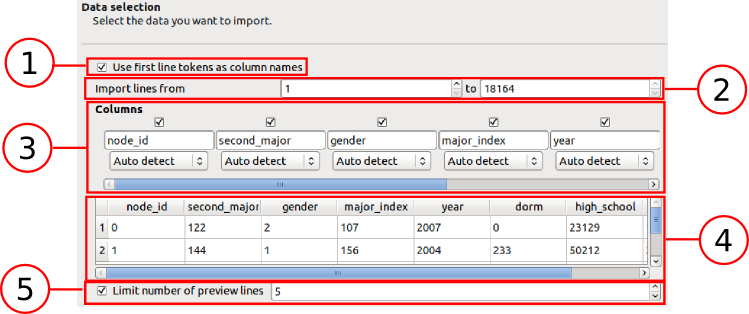 Data selection
Select the data you want to import.
1
Use first line tokens as column names
Import lines from 1 to 18164
2
Columns
3
node_id second_major gender major_index year
Auto detect Auto detect Auto detect Auto detect Auto detect
node_id second_major gender major_index year dorm high_school
1 0 122 2 107 2007 0 23129
2 1 144 1 156 2004 233 50212
4
5
Limit number of preview lines 5